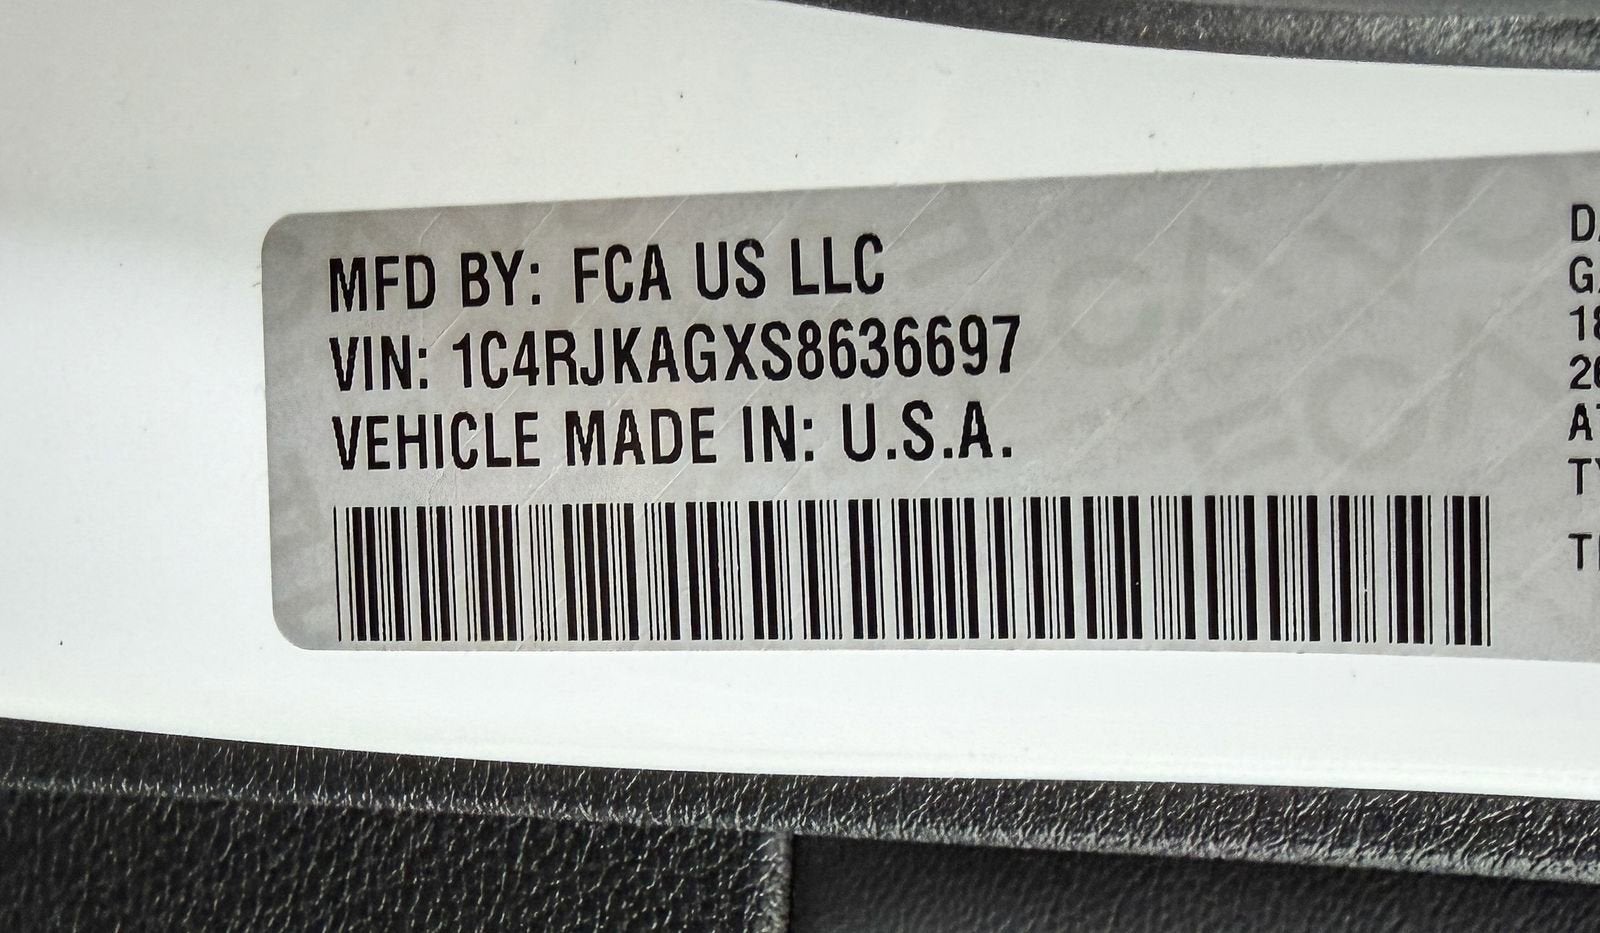 MFD BY: FCA US LLC
VIN: 1C4RJKAGXS8636697
VEHICLE MADE IN: U.S.A.